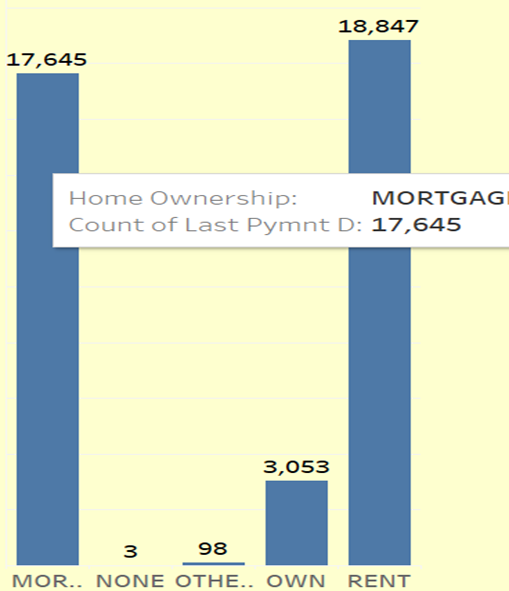 18,847
17,645
Home Ownership: MORTGAGE
Count of Last Pymnt D: 17,645
3,053
98
3
MOR.. NONE OTHE.. OWN RENT